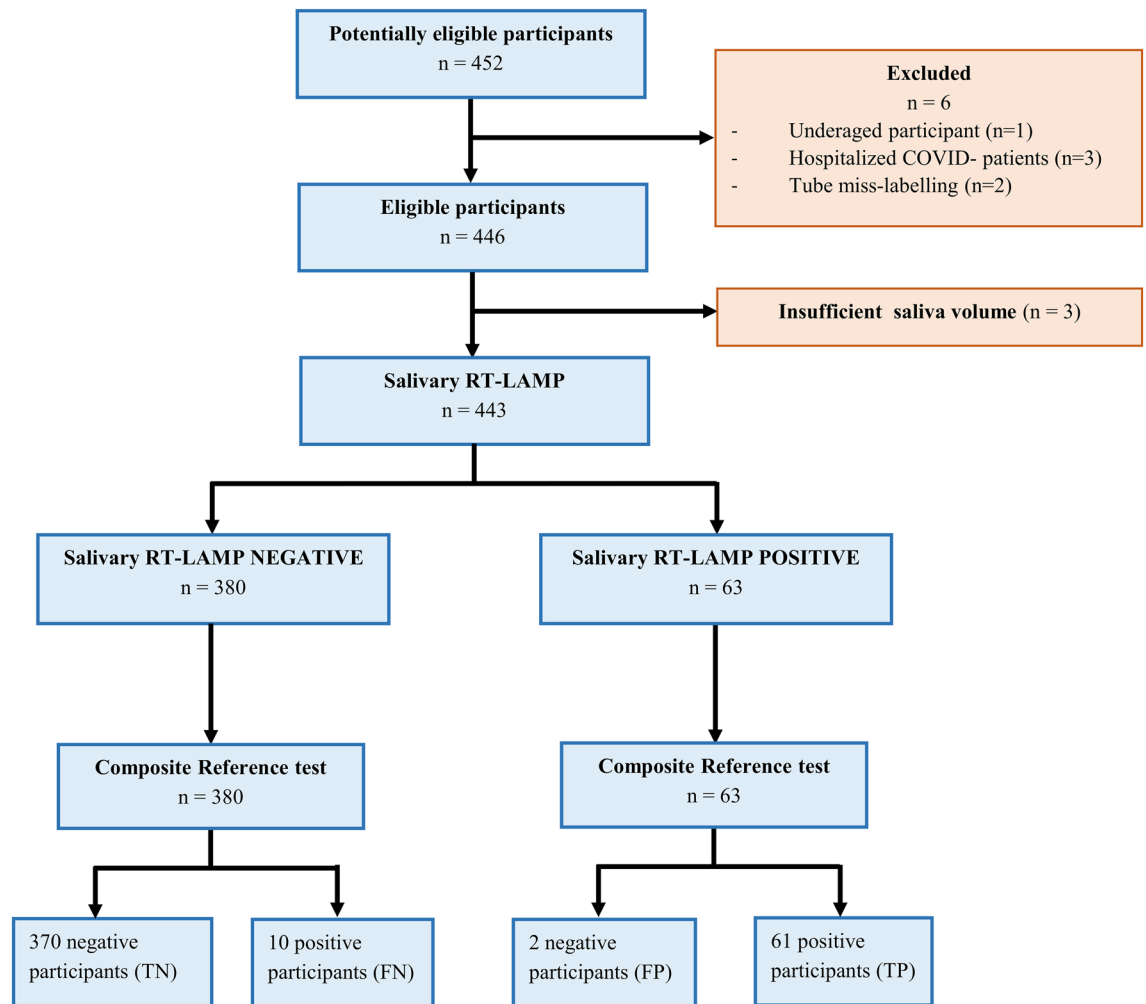 Potentially eligible participants
n = 452
Excluded
n = 6
- Underaged participant (n=1)
- Hospitalized COVID- patients (n=3)
- Tube miss-labelling (n=2)
Eligible participants
n = 446
Insufficient saliva volume (n = 3)
Salivary RT-LAMP
n = 443
Salivary RT-LAMP NEGATIVE
n = 380
Salivary RT-LAMP POSITIVE
n = 63
Composite Reference test
n = 380
Composite Reference test
n = 63
370 negative
participants (TN)
10 positive
participants (FN)
2 negative
participants (FP)
61 positive
participants (TP)